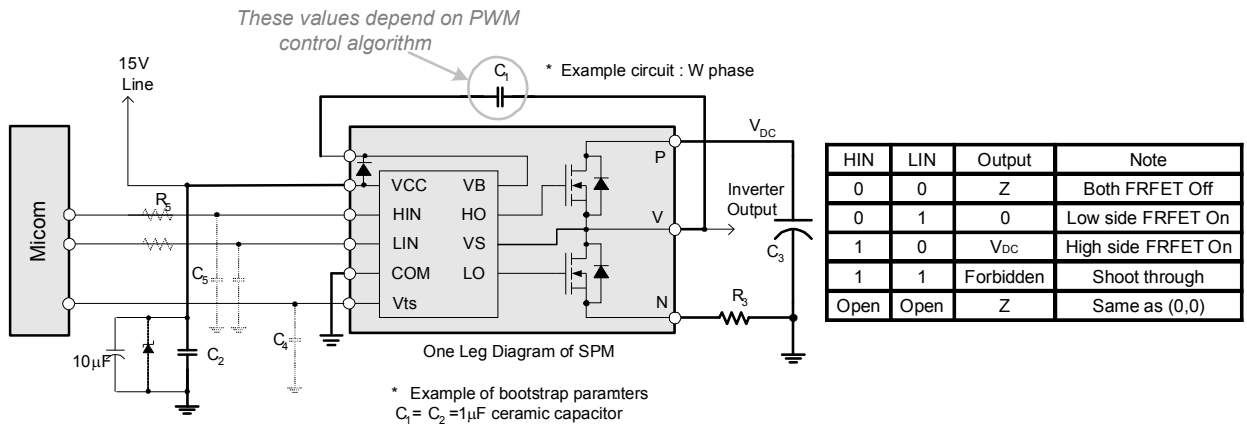 These values depend on PWM
control algorithm
15V
Line
C1
* Example circuit : W phase
VDC
P
Micom
R5
VCC
VB
HIN
HO
LIN
VS
COM
LO
Vts
V
N
Inverter
Output
C3
R3
C5
C4
10μF
C2
One Leg Diagram of SPM
* Example of bootstrap paramters
C1= C2 =1μF ceramic capacitor
HIN LIN Output Note
0 0 Z Both FRFET Off
0 1 0 Low side FRFET On
1 0 VDC High side FRFET On
1 1 Forbidden Shoot through
Open Open Z Same as (0,0)